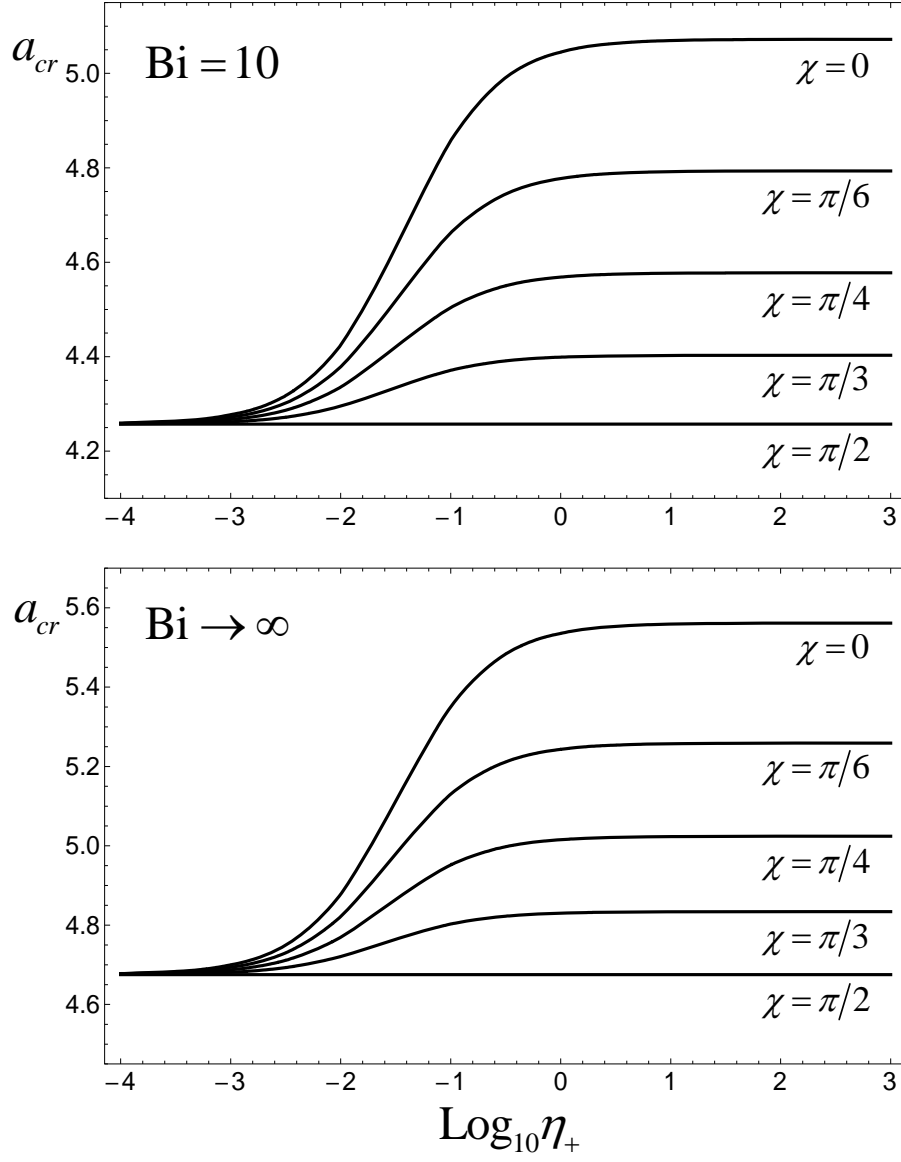 a_cr
Bi = 10
5.0
χ = 0
4.8
χ = π/6
4.6
χ = π/4
4.4
χ = π/3
4.2
χ = π/2
−4 −3 −2 −1 0 1 2 3
a_cr
5.6
Bi → ∞
χ = 0
5.4
5.2
χ = π/6
5.0
χ = π/4
4.8
χ = π/3
4.6
χ = π/2
−4 −3 −2 −1 0 1 2 3
Log₁₀η₊